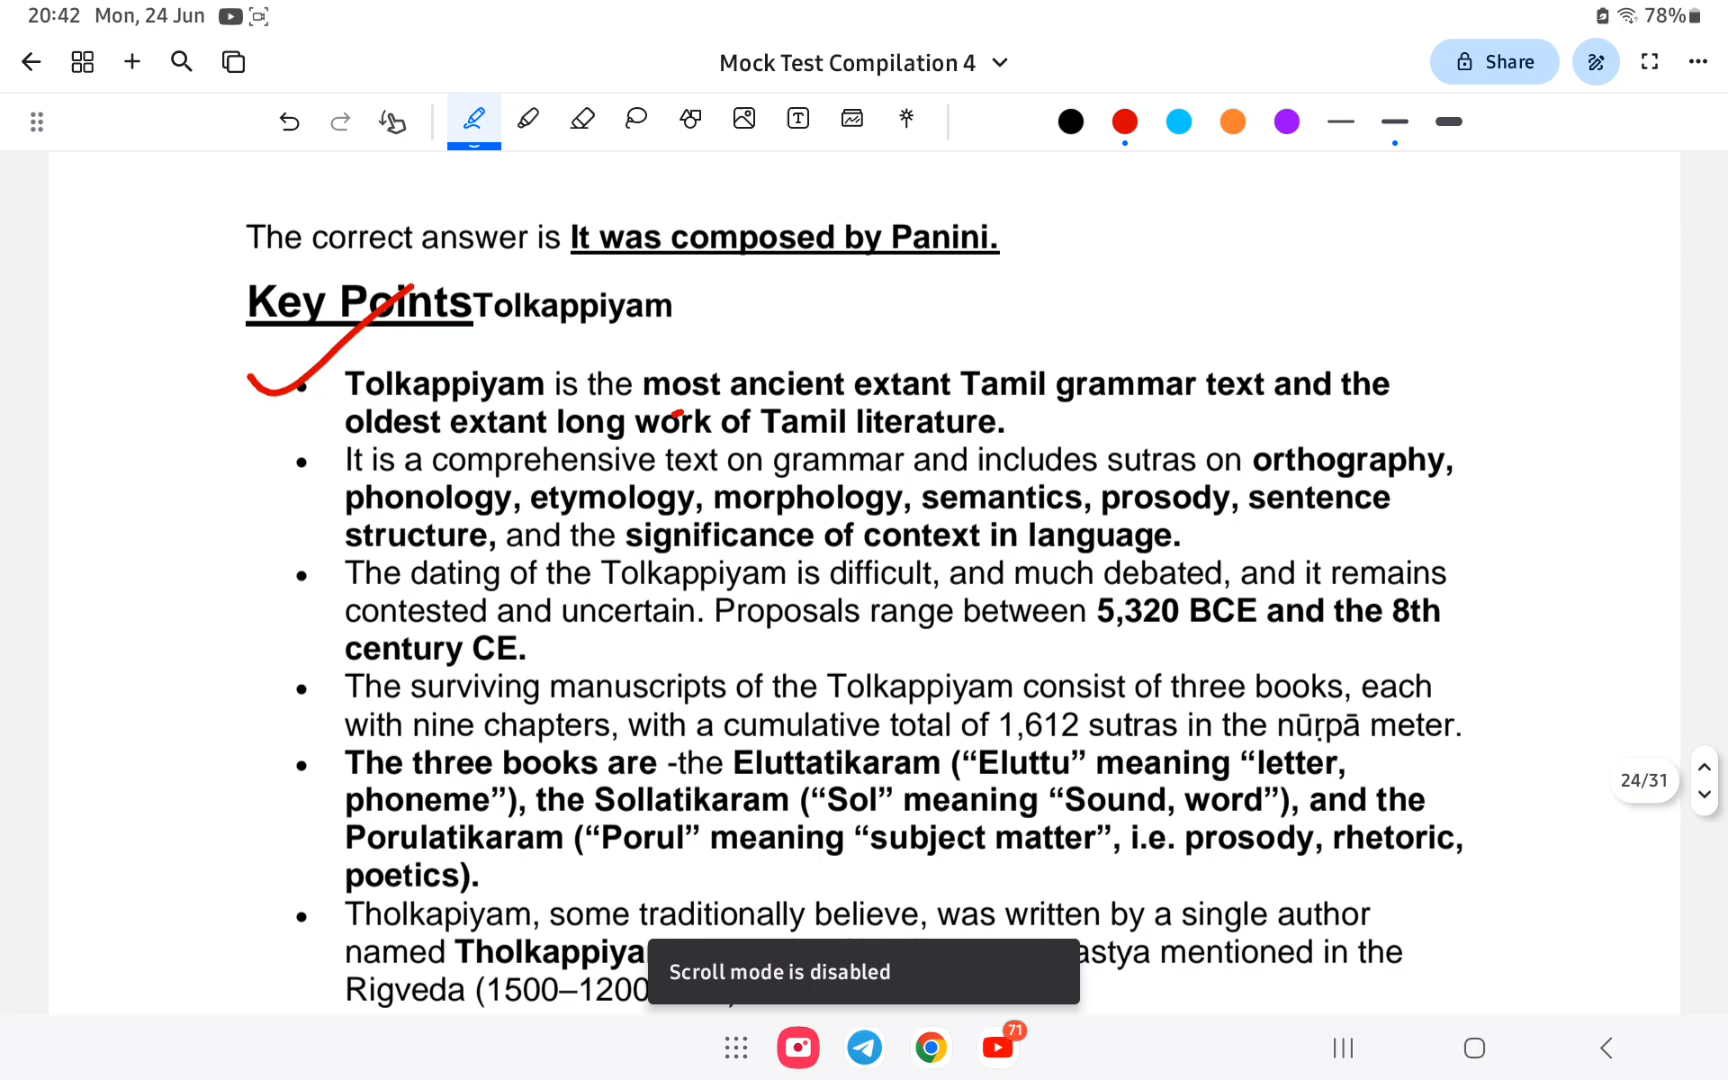 20:42 Mon, 24 Jun
78%
Mock Test Compilation 4
Share
The correct answer is It was composed by Panini.
Key Points Tolkappiyam
• Tolkappiyam is the most ancient extant Tamil grammar text and the
oldest extant long work of Tamil literature.
• It is a comprehensive text on grammar and includes sutras on orthography,
phonology, etymology, morphology, semantics, prosody, sentence
structure, and the significance of context in language.
• The dating of the Tolkappiyam is difficult, and much debated, and it remains
contested and uncertain. Proposals range between 5,320 BCE and the 8th
century CE.
• The surviving manuscripts of the Tolkappiyam consist of three books, each
with nine chapters, with a cumulative total of 1,612 sutras in the nūṛpā meter.
• The three books are -the Eluttatikaram (“Eluttu” meaning “letter,
phoneme”), the Sollatikaram (“Sol” meaning “Sound, word”), and the
Porulatikaram (“Porul” meaning “subject matter”, i.e. prosody, rhetoric,
poetics).
24/31
• Tholkapiyam, some traditionally believe, was written by a single author
named Tholkappiya astya mentioned in the
Rigveda (1500–1200
Scroll mode is disabled
71